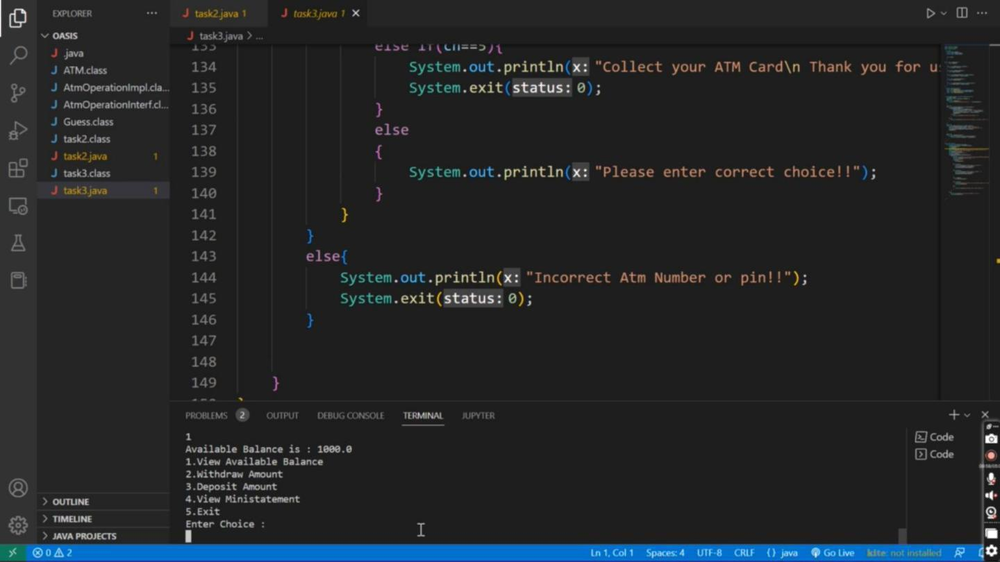 EXPLORER
OASIS
.java
ATM.class
AtmOperationImpl.cla...
AtmOperationInterf.cl...
Guess.class
task2.class
task2.java 1
task3.class
task3.java 1
OUTLINE
TIMELINE
JAVA PROJECTS
task2.java 1
task3.java 1
task3.java > ...
133 else if(ch==5){
134 System.out.println(x: "Collect your ATM Card\n Thank you for us
135 System.exit(status: 0);
136 }
137 else
138 {
139 System.out.println(x: "Please enter correct choice!!");
140 }
141 }
142 }
143 else{
144 System.out.println(x: "Incorrect Atm Number or pin!!");
145 System.exit(status: 0);
146 }
147
148
149 }
150 }
PROBLEMS 2 OUTPUT DEBUG CONSOLE TERMINAL JUPYTER
1
Available Balance is : 1000.0
1.View Available Balance
2.Withdraw Amount
3.Deposit Amount
4.View Ministatement
5.Exit
Enter Choice :
Code
Code
0 2 Ln 1, Col 1 Spaces: 4 UTF-8 CRLF {} java Go Live kite: not installed